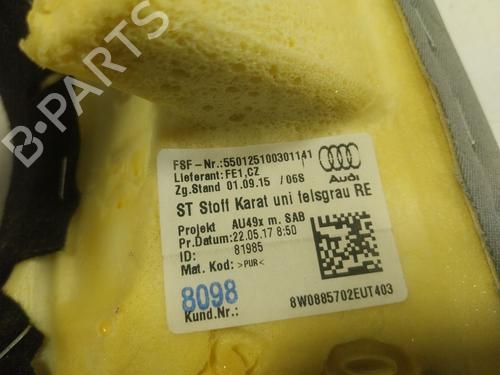 FSF-Nr.:550125100301141
Lieferant:FE1,CZ
Zg.Stand 01.09.15 /06S
Audi
ST Stoff Karat uni felsgrau RE
Projekt AU49x m. SAB
Pr.Datum:22.05.17 8:50
ID: 81985
Mat. Kod: >PUR<
8098
Kund.Nr.:
8W0885702EUT403
B-PARTS